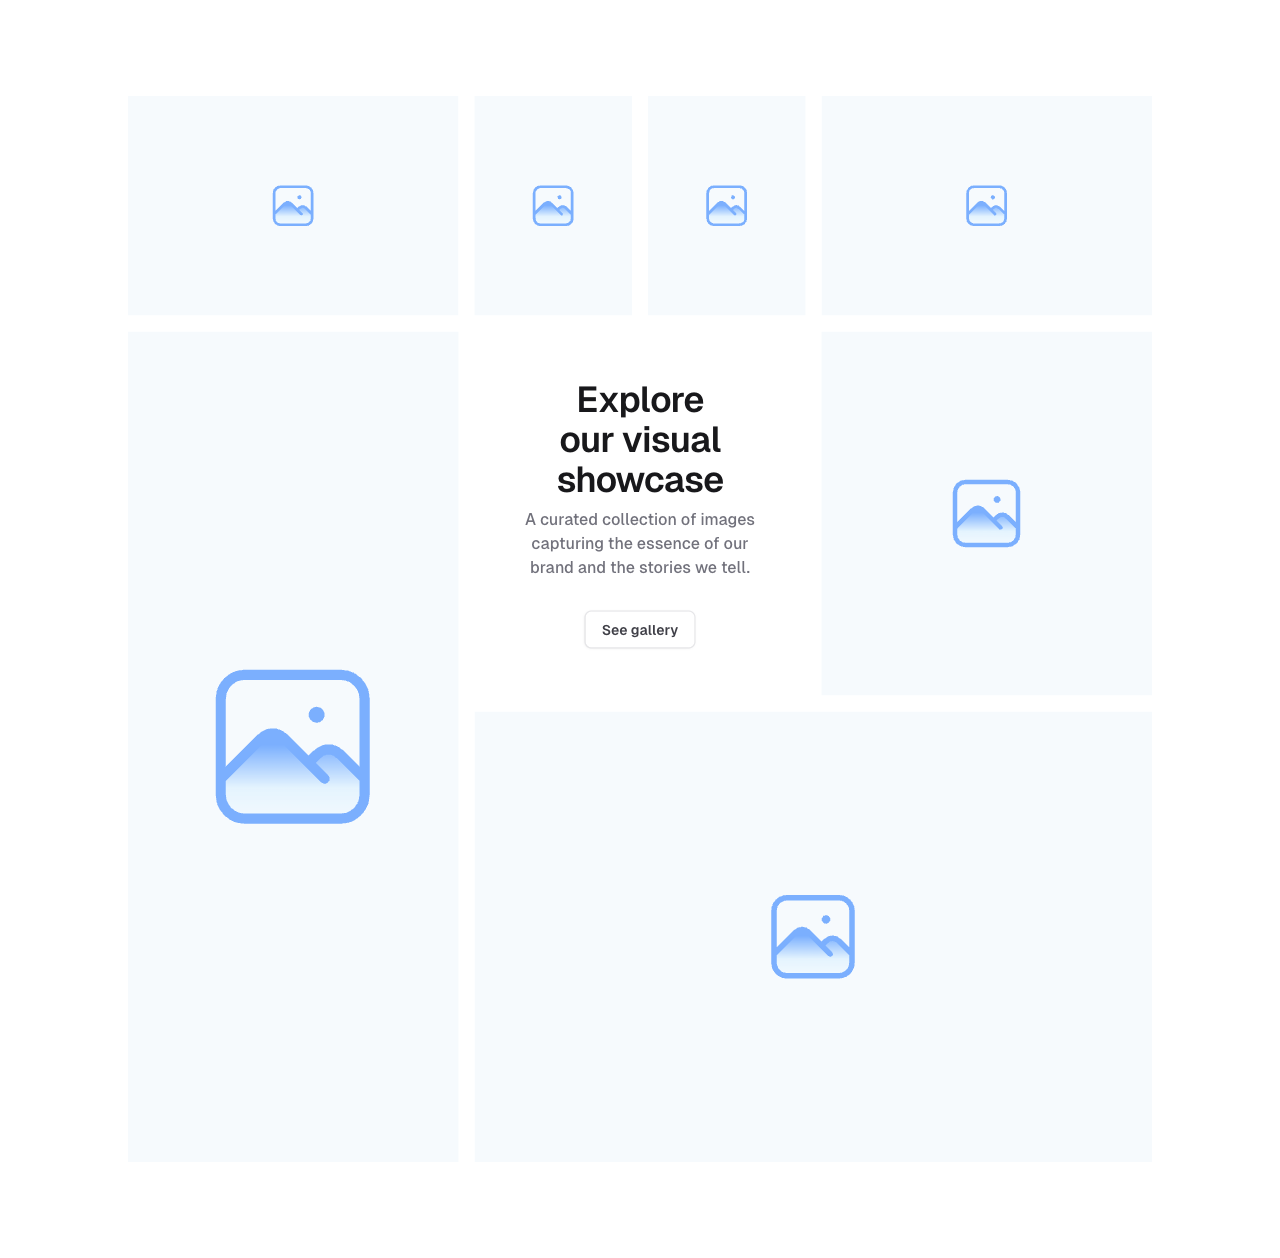 Explore
our visual
showcase
A curated collection of images
capturing the essence of our
brand and the stories we tell.
See gallery